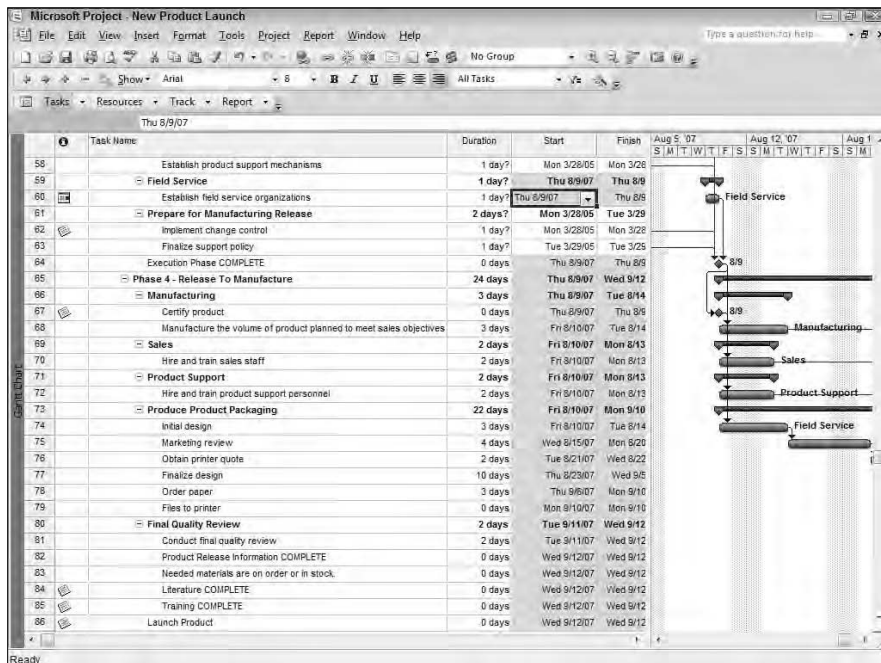 Microsoft Project - New Product Launch
File Edit View Insert Format Tools Project Report Window Help
Type a question for help
No Group
Show Arial 8 B I U All Tasks
Tasks Resources Track Report
Thu 8/9/07
Task Name Duration Start Finish Aug 5, '07 Aug 12, '07 Aug 1
S M T W T F S S M T W T F S S M
58 Establish product support mechanisms 1 day? Mon 3/28/05 Mon 3/28
59 Field Service 1 day? Thu 8/9/07 Thu 8/9
60 Establish field service organizations 1 day? Thu 8/9/07 Thu 8/9 Field Service
61 Prepare for Manufacturing Release 2 days? Mon 3/28/05 Tue 3/29
62 Implement change control 1 day? Mon 3/28/05 Mon 3/28
63 Finalize support policy 1 day? Tue 3/29/05 Tue 3/29
64 Execution Phase COMPLETE 0 days Thu 8/9/07 Thu 8/9 8/9
65 Phase 4 - Release To Manufacture 24 days Thu 8/9/07 Wed 9/12
66 Manufacturing 3 days Thu 8/9/07 Tue 8/14
67 Certify product 0 days Thu 8/9/07 Thu 8/9 8/9
68 Manufacture the volume of product planned to meet sales objectives 3 days Fri 8/10/07 Tue 8/14 Manufacturing
69 Sales 2 days Fri 8/10/07 Mon 8/13
70 Hire and train sales staff 2 days Fri 8/10/07 Mon 8/13 Sales
71 Product Support 2 days Fri 8/10/07 Mon 8/13
72 Hire and train product support personnel 2 days Fri 8/10/07 Mon 8/13 Product Support
73 Produce Product Packaging 22 days Fri 8/10/07 Mon 9/10
74 Initial design 3 days Fri 8/10/07 Tue 8/14 Field Service
75 Marketing review 4 days Wed 8/15/07 Mon 8/20
76 Obtain printer quote 2 days Tue 8/21/07 Wed 8/22
77 Finalize design 10 days Thu 8/23/07 Wed 9/5
78 Order paper 3 days Thu 9/6/07 Mon 9/10
79 Files to printer 0 days Mon 9/10/07 Mon 9/10
80 Final Quality Review 2 days Tue 9/11/07 Wed 9/12
81 Conduct final quality review 2 days Tue 9/11/07 Wed 9/12
82 Product Release Information COMPLETE 0 days Wed 9/12/07 Wed 9/12
83 Needed materials are on order or in stock. 0 days Wed 9/12/07 Wed 9/12
84 Literature COMPLETE 0 days Wed 9/12/07 Wed 9/12
85 Training COMPLETE 0 days Wed 9/12/07 Wed 9/12
86 Launch Product 0 days Wed 9/12/07 Wed 9/12
Gantt Chart
Ready